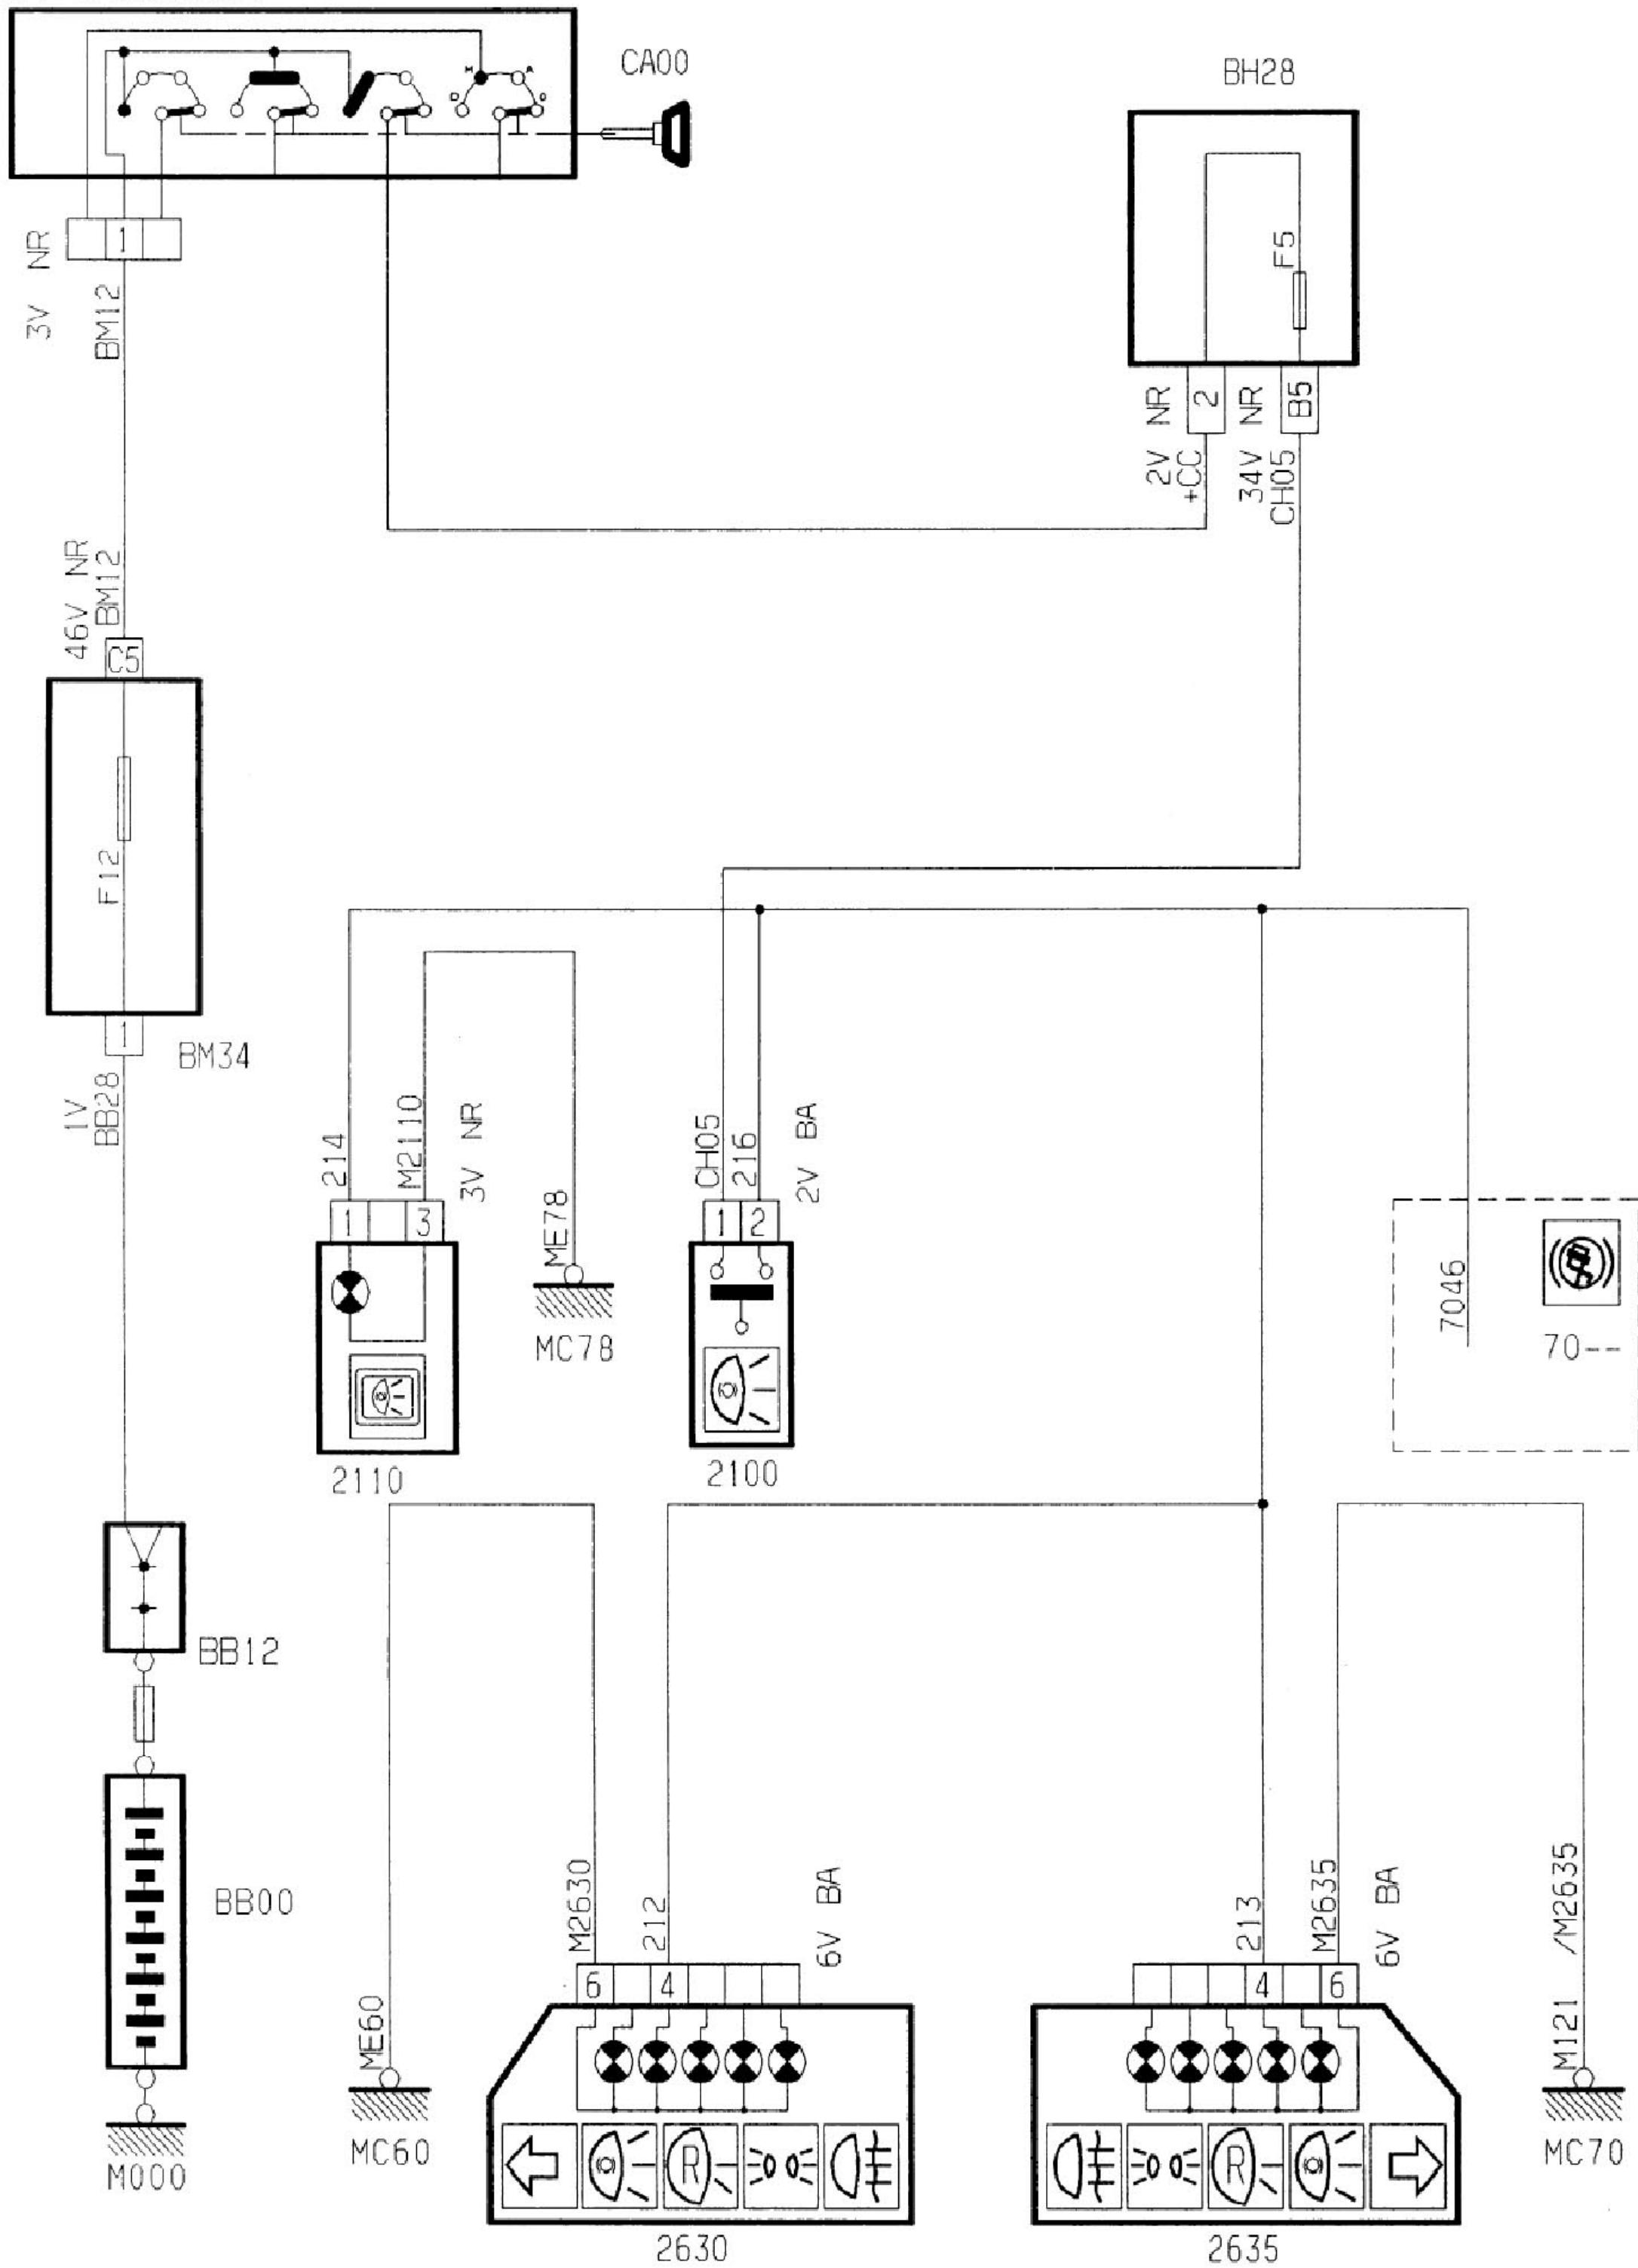 CA00
M
A
D
BH28
1
3V NR
BM12
F5
2V NR
2
+CC
34V NR
B5
CH05
46V NR
BM12
C5
F12
1
BM34
1V
BB28
214
M2110
3V NR
1
3
ME78
MC78
2110
CH05
216
2V BA
1
2
2100
7046
70--
BB12
BB00
M000
M2630
212
6V BA
6
4
ME60
MC60
R
2630
213
M2635
6V BA
4
6
M121 /M2635
MC70
R
2635